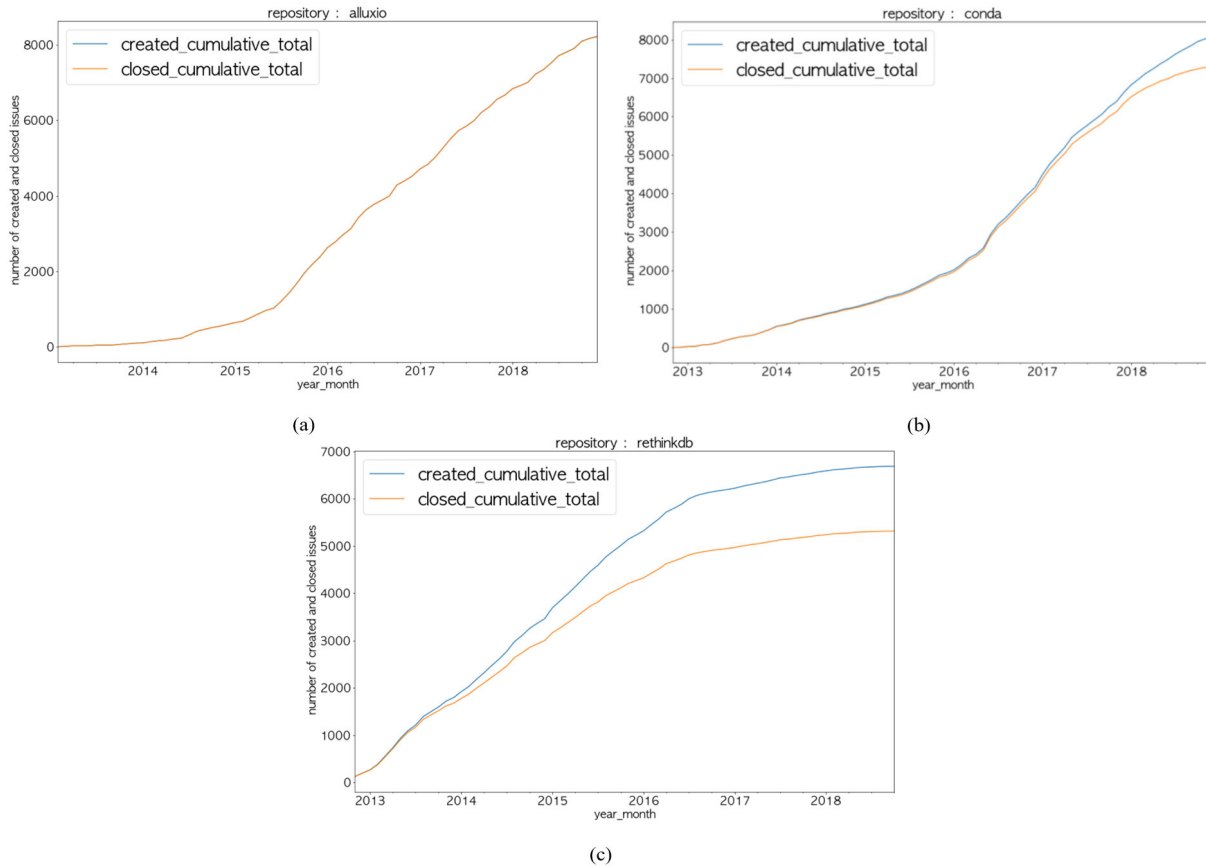 repository : alluxio
created_cumulative_total
closed_cumulative_total
number of created and closed issues
8000
6000
4000
2000
0
2014
2015
2016
2017
2018
year_month
(a)
repository : conda
created_cumulative_total
closed_cumulative_total
number of created and closed issues
8000
7000
6000
5000
4000
3000
2000
1000
0
2013
2014
2015
2016
2017
2018
year_month
(b)
repository : rethinkdb
created_cumulative_total
closed_cumulative_total
number of created and closed issues
7000
6000
5000
4000
3000
2000
1000
0
2013
2014
2015
2016
2017
2018
year_month
(c)